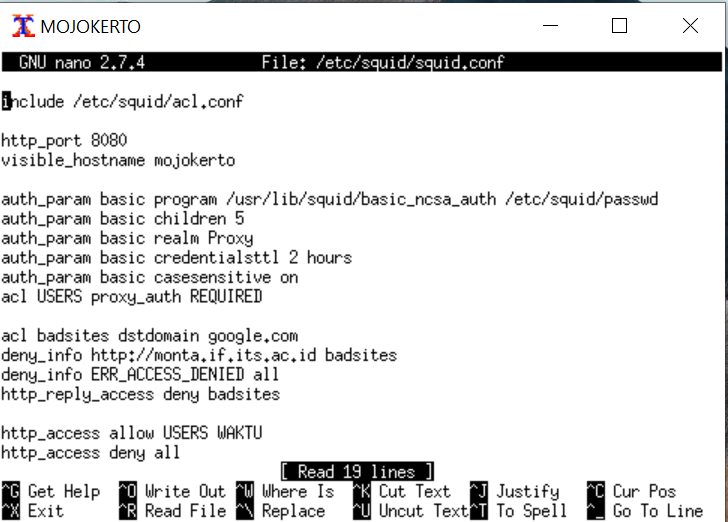 MOJOKERTO
GNU nano 2.7.4 File: /etc/squid/squid.conf
include /etc/squid/acl.conf
http_port 8080
visible_hostname mojokerto
auth_param basic program /usr/lib/squid/basic_ncsa_auth /etc/squid/passwd
auth_param basic children 5
auth_param basic realm Proxy
auth_param basic credentialsttl 2 hours
auth_param basic casesensitive on
acl USERS proxy_auth REQUIRED
acl badsites dstdomain google.com
deny_info http://monta.if.its.ac.id badsites
deny_info ERR_ACCESS_DENIED all
http_reply_access deny badsites
http_access allow USERS WAKTU
http_access deny all
[ Read 19 lines ]
^G Get Help ^O Write Out ^W Where Is ^K Cut Text ^J Justify ^C Cur Pos
^X Exit ^R Read File ^\ Replace ^U Uncut Text ^T To Spell ^_ Go To Line